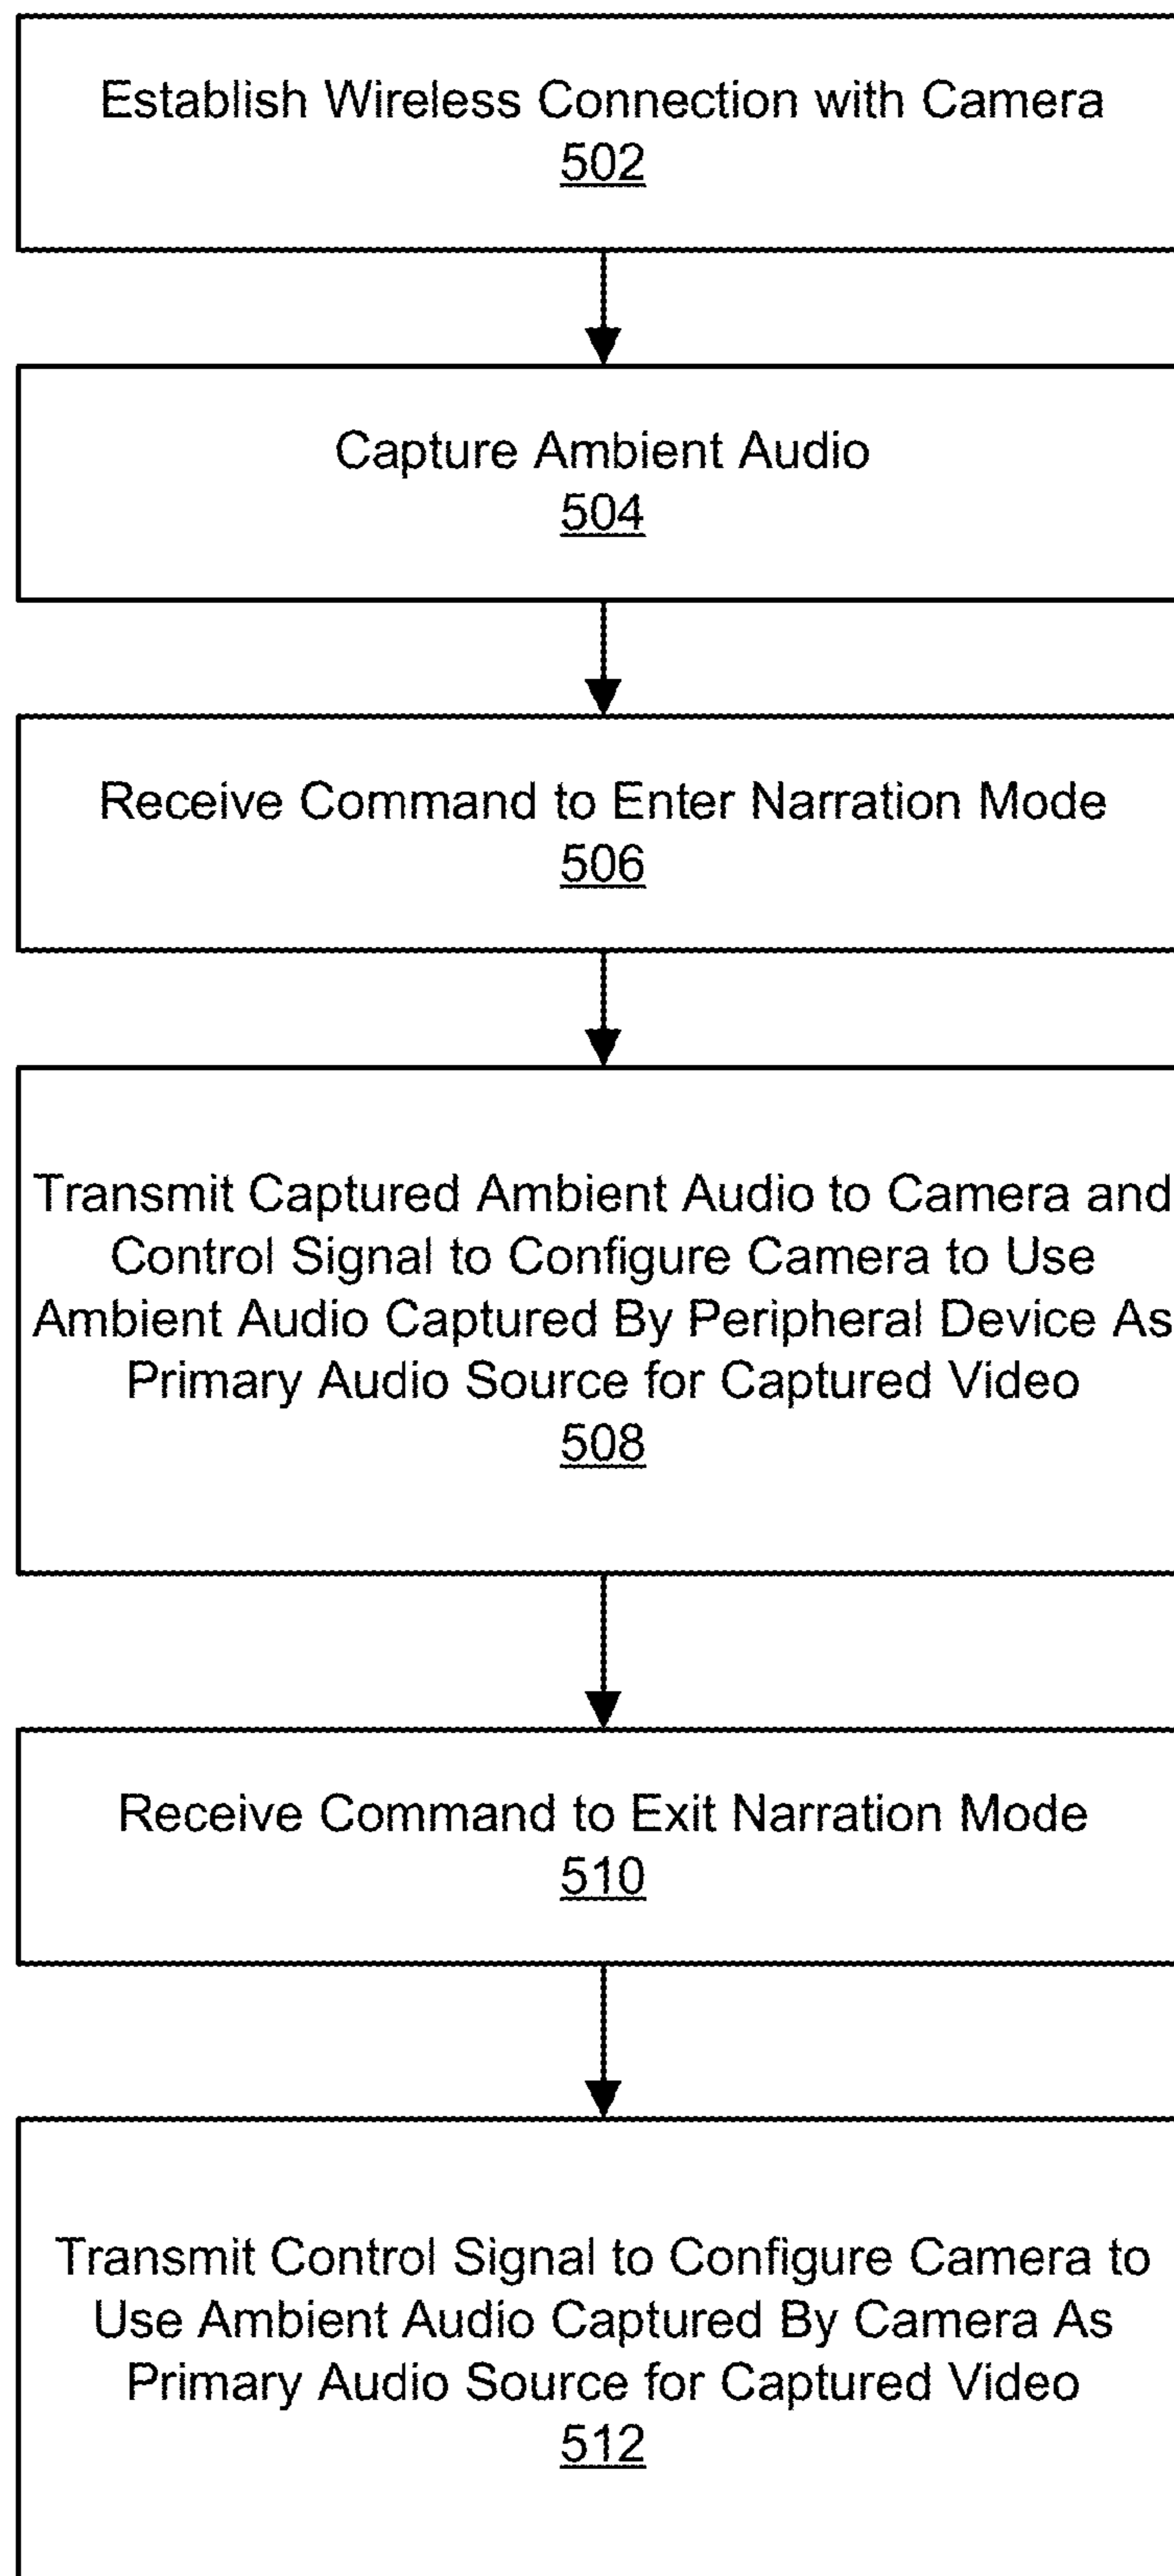 Establish Wireless Connection with Camera
502
Capture Ambient Audio
504
Receive Command to Enter Narration Mode
506
Transmit Captured Ambient Audio to Camera and
Control Signal to Configure Camera to Use
Ambient Audio Captured By Peripheral Device As
Primary Audio Source for Captured Video
508
Receive Command to Exit Narration Mode
510
Transmit Control Signal to Configure Camera to
Use Ambient Audio Captured By Camera As
Primary Audio Source for Captured Video
512